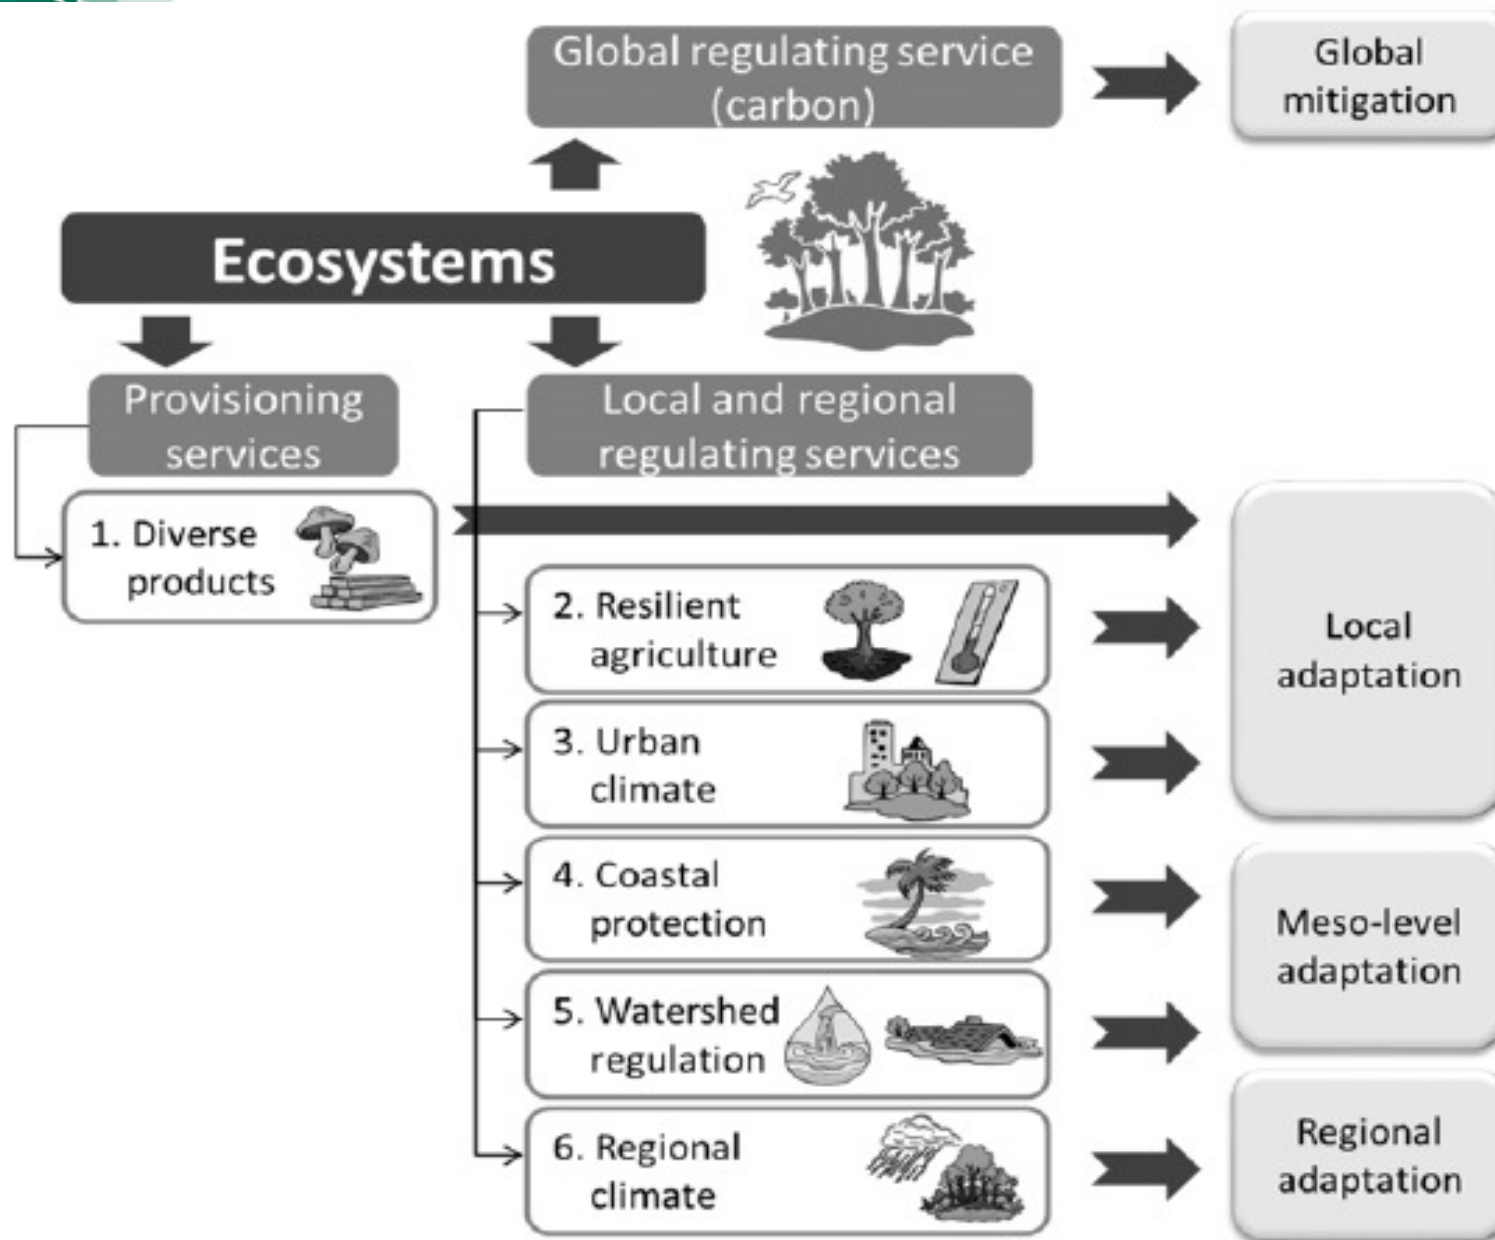 Global regulating service
(carbon)
Global
mitigation
Ecosystems
Provisioning
services
Local and regional
regulating services
1. Diverse
products
2. Resilient
agriculture
3. Urban
climate
Local
adaptation
4. Coastal
protection
5. Watershed
regulation
Meso-level
adaptation
6. Regional
climate
Regional
adaptation